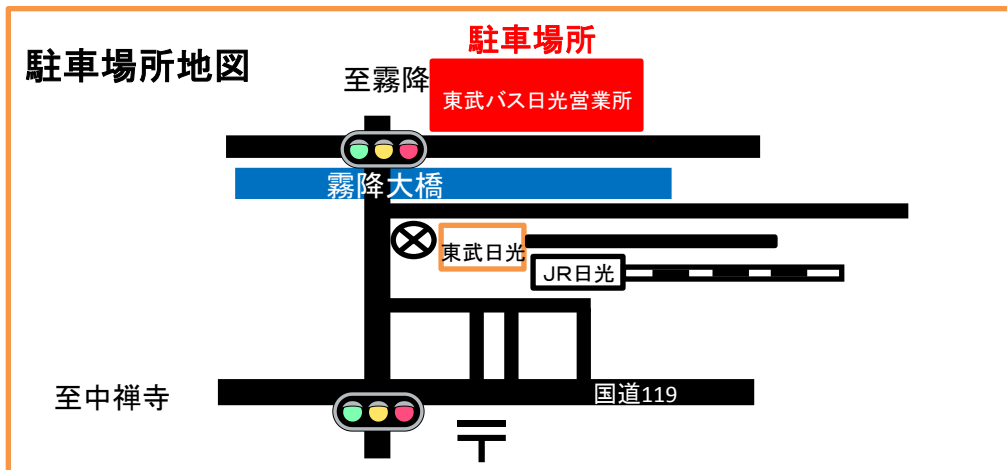 駐車場所
駐車場所地図
至霧降
東武バス日光営業所
霧降大橋
東武日光
JR日光
国道119
至中禅寺